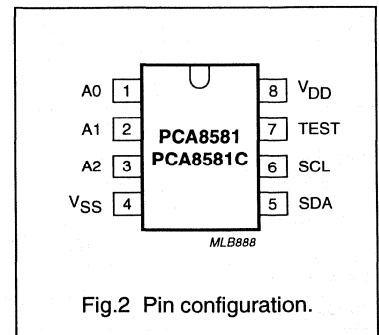 A0 1 8 VDD
A1 2 PCA8581 7 TEST
A2 3 PCA8581C 6 SCL
VSS 4 5 SDA
MLB888
Fig.2 Pin configuration.